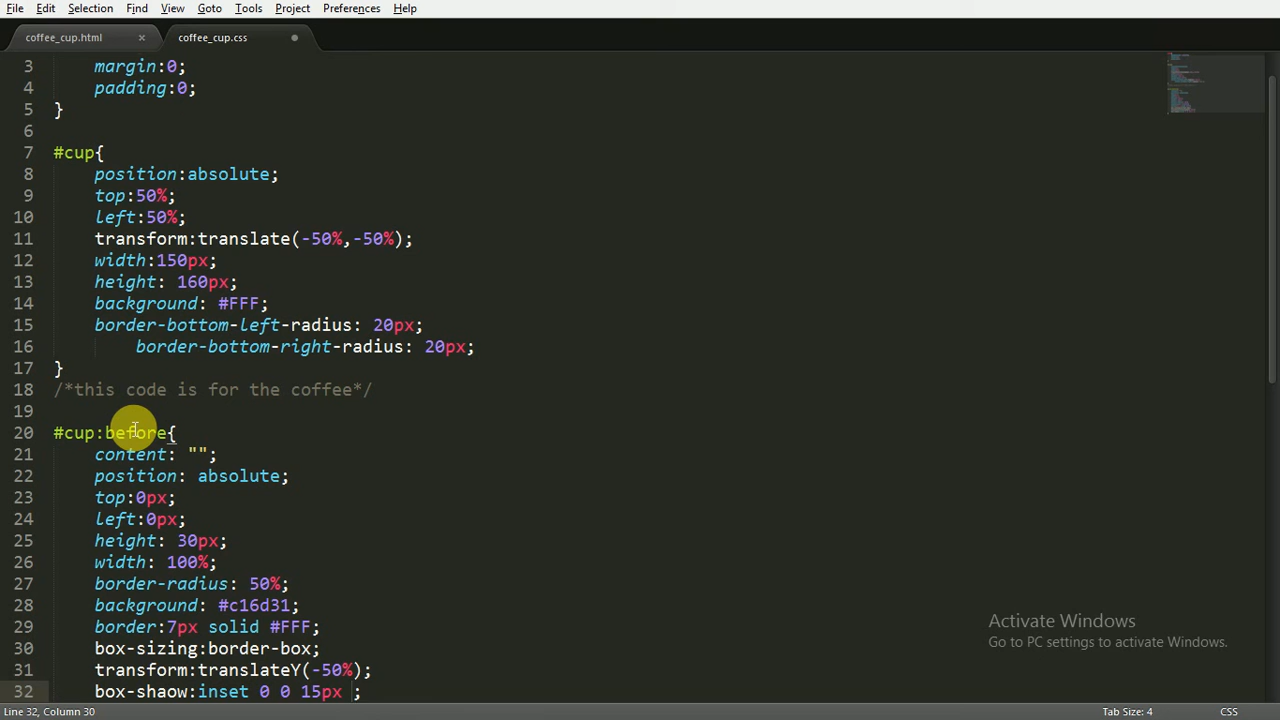 File Edit Selection Find View Goto Tools Project Preferences Help
coffee_cup.html × coffee_cup.css
3 margin:0;
4 padding:0;
5 }
6
7 #cup{
8 position:absolute;
9 top:50%;
10 left:50%;
11 transform:translate(-50%,-50%);
12 width:150px;
13 height: 160px;
14 background: #FFF;
15 border-bottom-left-radius: 20px;
16 border-bottom-right-radius: 20px;
17 }
18 /*this code is for the coffee*/
19
20 #cup:before{
21 content: "";
22 position: absolute;
23 top:0px;
24 left:0px;
25 height: 30px;
26 width: 100%;
27 border-radius: 50%;
28 background: #c16d31;
29 border:7px solid #FFF;
30 box-sizing:border-box;
31 transform:translateY(-50%);
32 box-shaow:inset 0 0 15px ;
Activate Windows
Go to PC settings to activate Windows.
Line 32, Column 30 Tab Size: 4 CSS